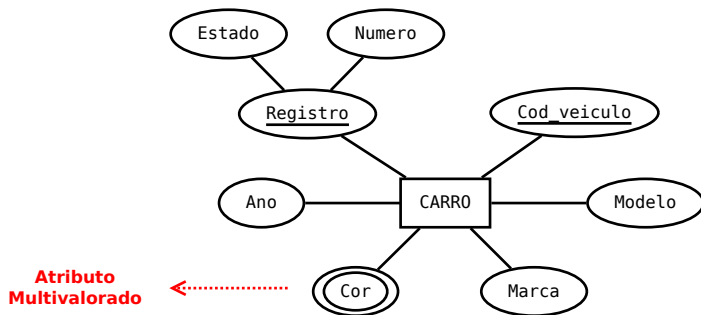 Estado
Numero
Registro
Cod_veiculo
Ano
CARRO
Modelo
Atributo
Multivalorado
Cor
Marca